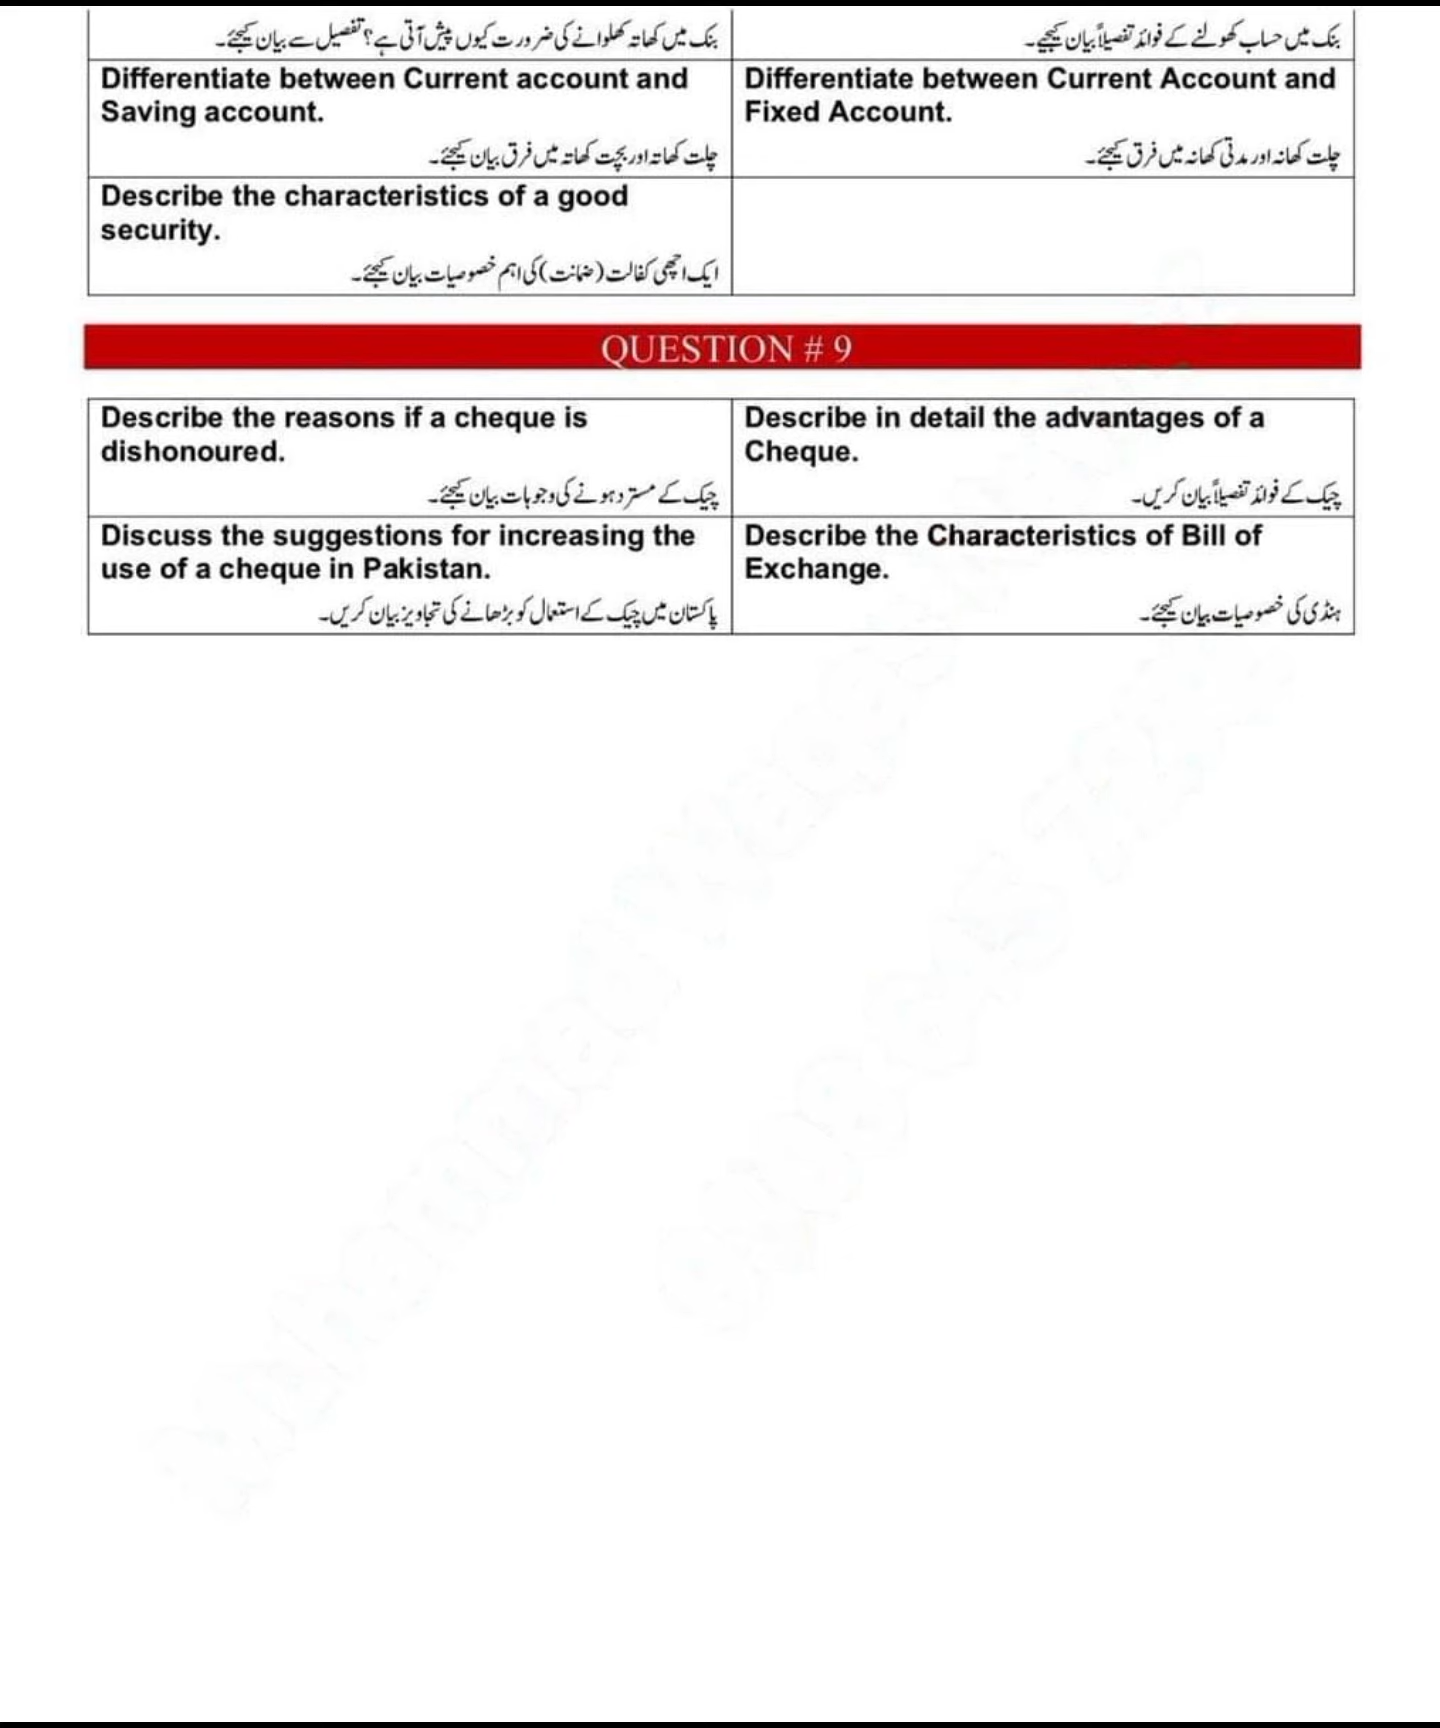 بنک میں کھاتہ کھلوانے کی ضرورت کیوں پیش آتی ہے؟ تفصیل سے بیان کیجئے۔
بنک میں حساب کھولنے کے فوائد تفصیلاً بیان کیجیے۔
Differentiate between Current account and
Saving account.
چلت کھاتہ اور بچت کھاتہ میں فرق بیان کیجئے۔
Differentiate between Current Account and
Fixed Account.
چلت کھانہ اور مدتی کھانہ میں فرق کیجئے۔
Describe the characteristics of a good
security.
ایک اچھی کفالت (ضمانت) کی اہم خصوصیات بیان کیجئے۔
QUESTION # 9
Describe the reasons if a cheque is
dishonoured.
چیک کے مسترد ہونے کی وجوہات بیان کیجئے۔
Describe in detail the advantages of a
Cheque.
چیک کے فوائد تفصیلاً بیان کریں۔
Discuss the suggestions for increasing the
use of a cheque in Pakistan.
پاکستان میں چیک کے استعمال کو بڑھانے کی تجاویز بیان کریں۔
Describe the Characteristics of Bill of
Exchange.
ہنڈی کی خصوصیات بیان کیجئے۔